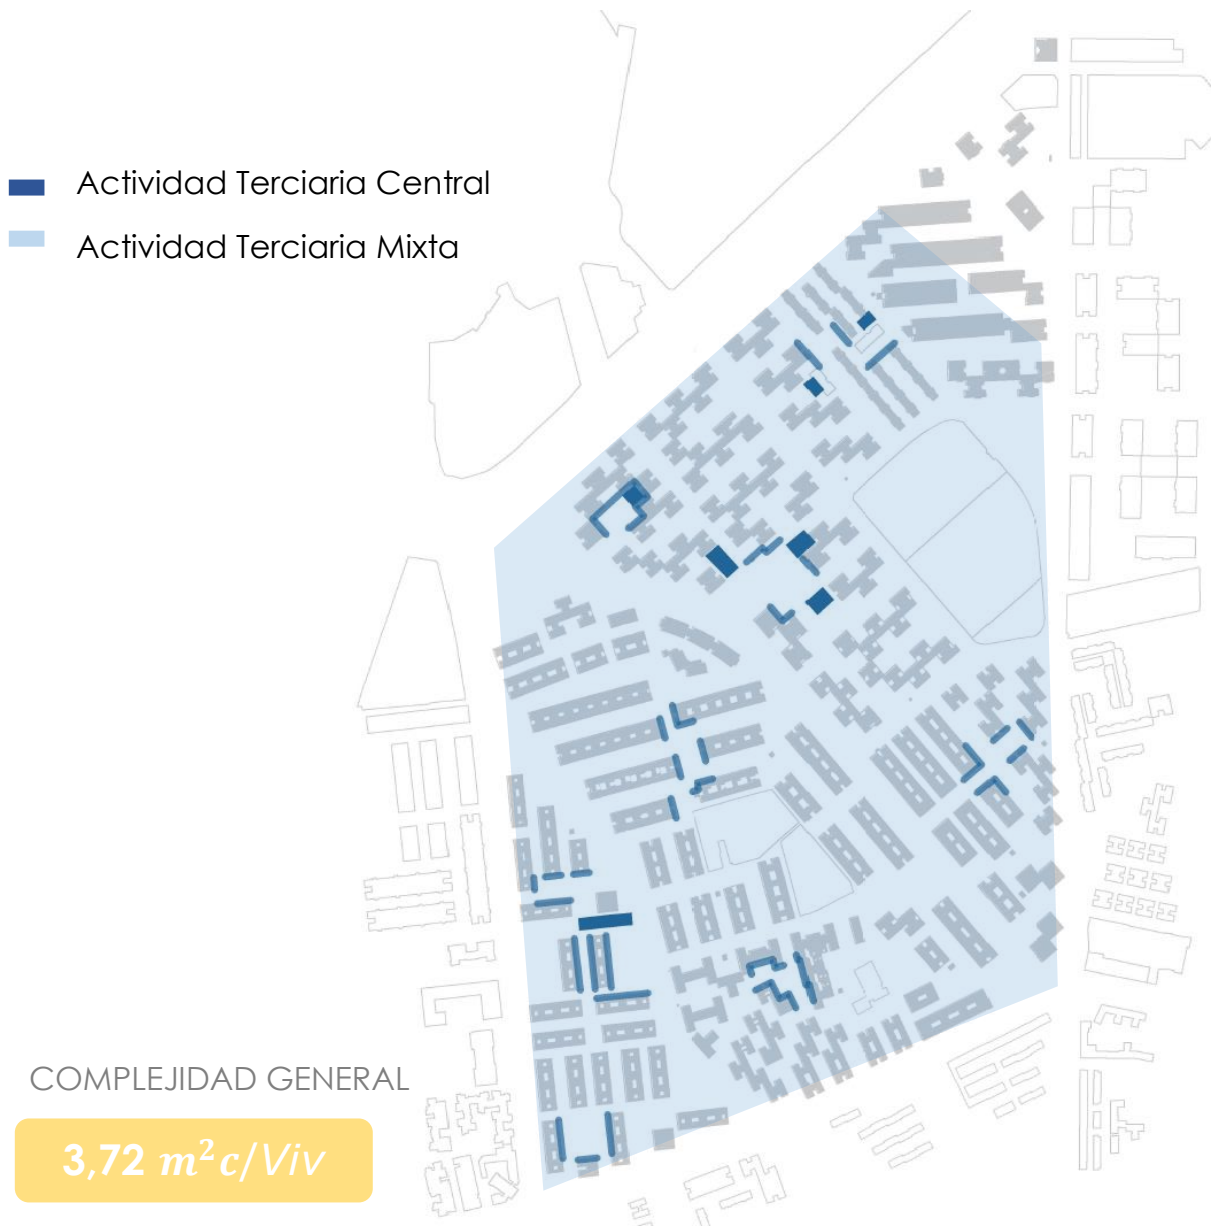 Actividad Terciaria Central
Actividad Terciaria Mixta
COMPLEJIDAD GENERAL
3,72 m²c/Viv